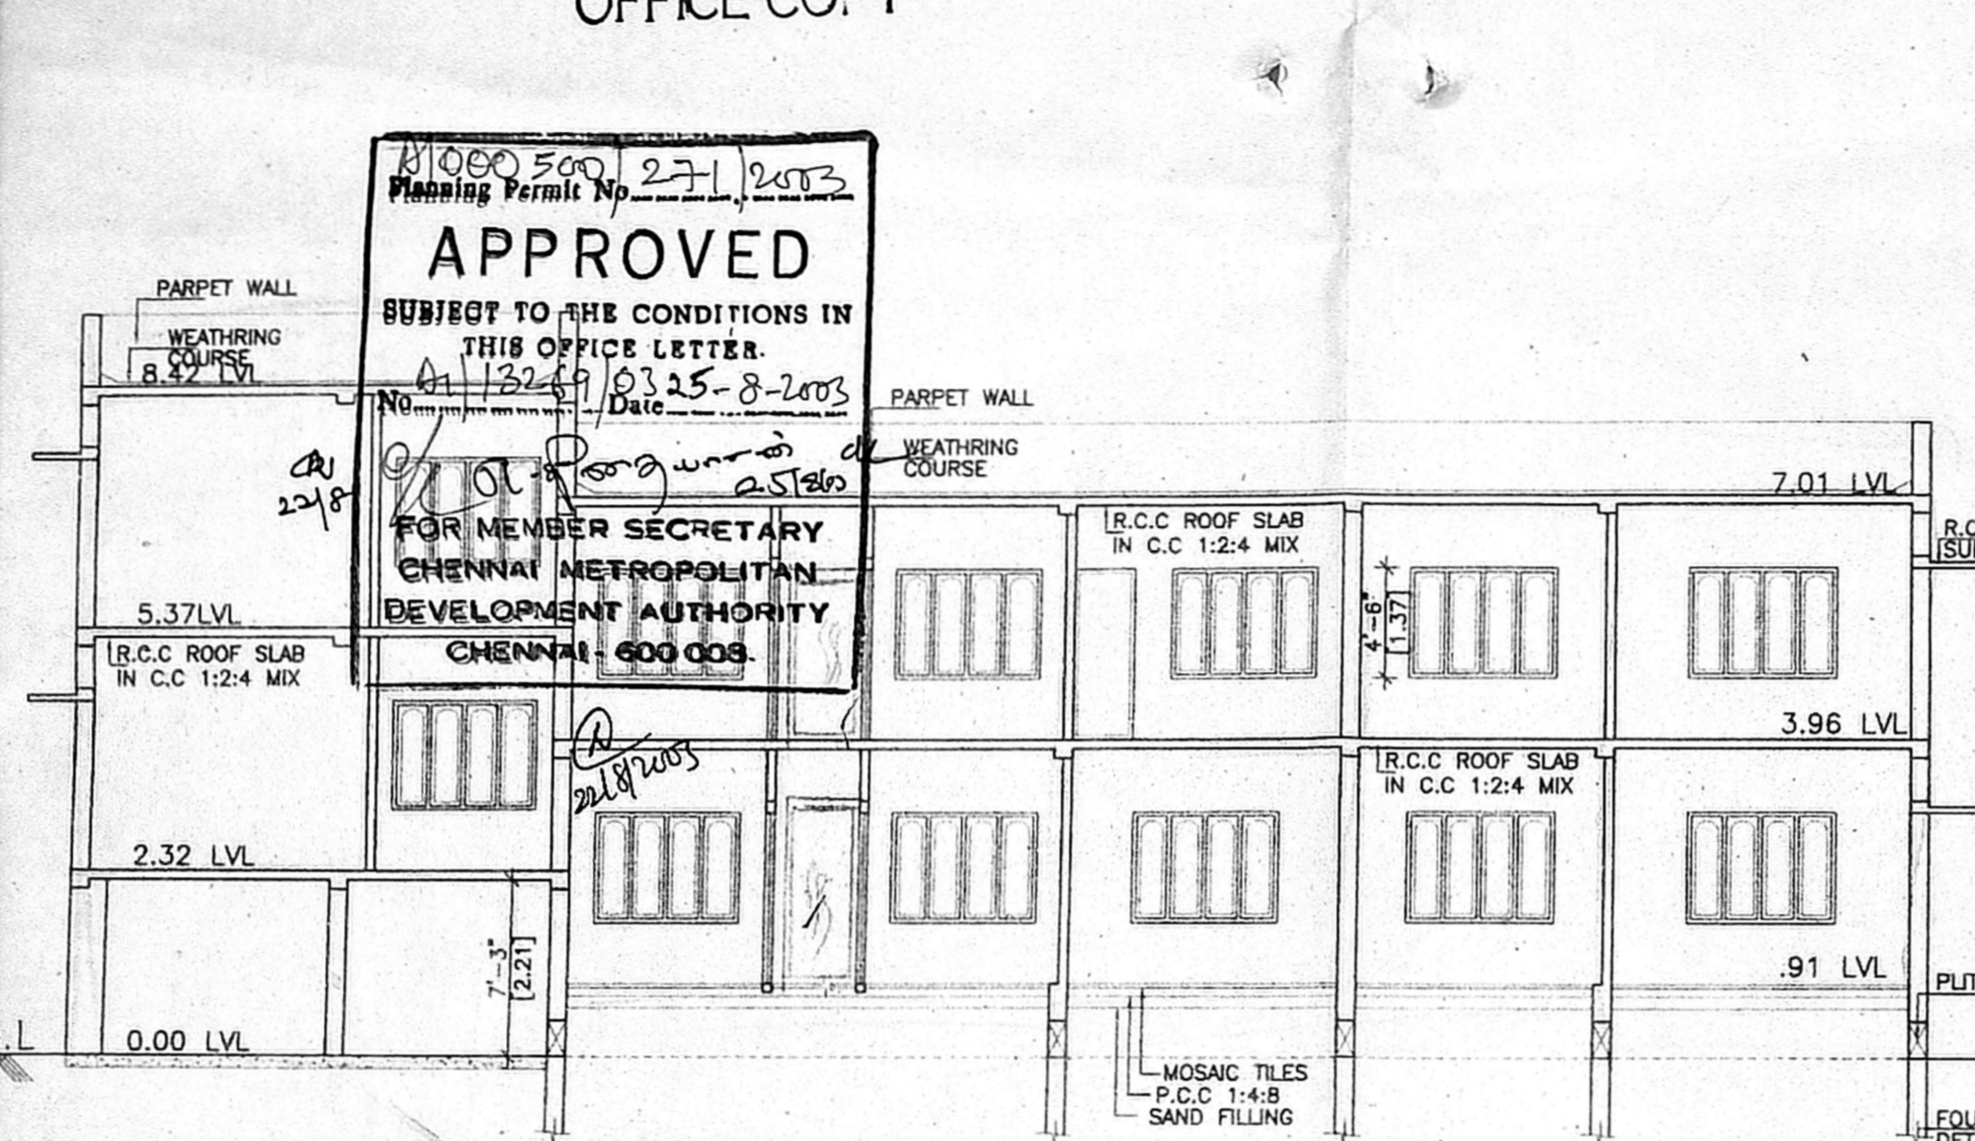 OFFICE COPY
271 / 2003
Planning Permit No
APPROVED
SUBJECT TO THE CONDITIONS IN
THIS OFFICE LETTER.
03 25-8-2003
No Date
FOR MEMBER SECRETARY
CHENNAI METROPOLITAN
DEVELOPMENT AUTHORITY
CHENNAI - 600 008.
PARPET WALL
WEATHRING
COURSE
8.42 LVL
22/8
PARPET WALL
WEATHRING
COURSE
7.01 LVL
R.C.C ROOF SLAB
IN C.C 1:2:4 MIX
R.C
SU
5.37LVL
R.C.C ROOF SLAB
IN C.C 1:2:4 MIX
4'-6"
[1.37]
3.96 LVL
22/8/2003
R.C.C ROOF SLAB
IN C.C 1:2:4 MIX
2.32 LVL
7'-3"
[2.21]
.91 LVL
PLIT
.L
0.00 LVL
MOSAIC TILES
P.C.C 1:4:8
SAND FILLING
FOU